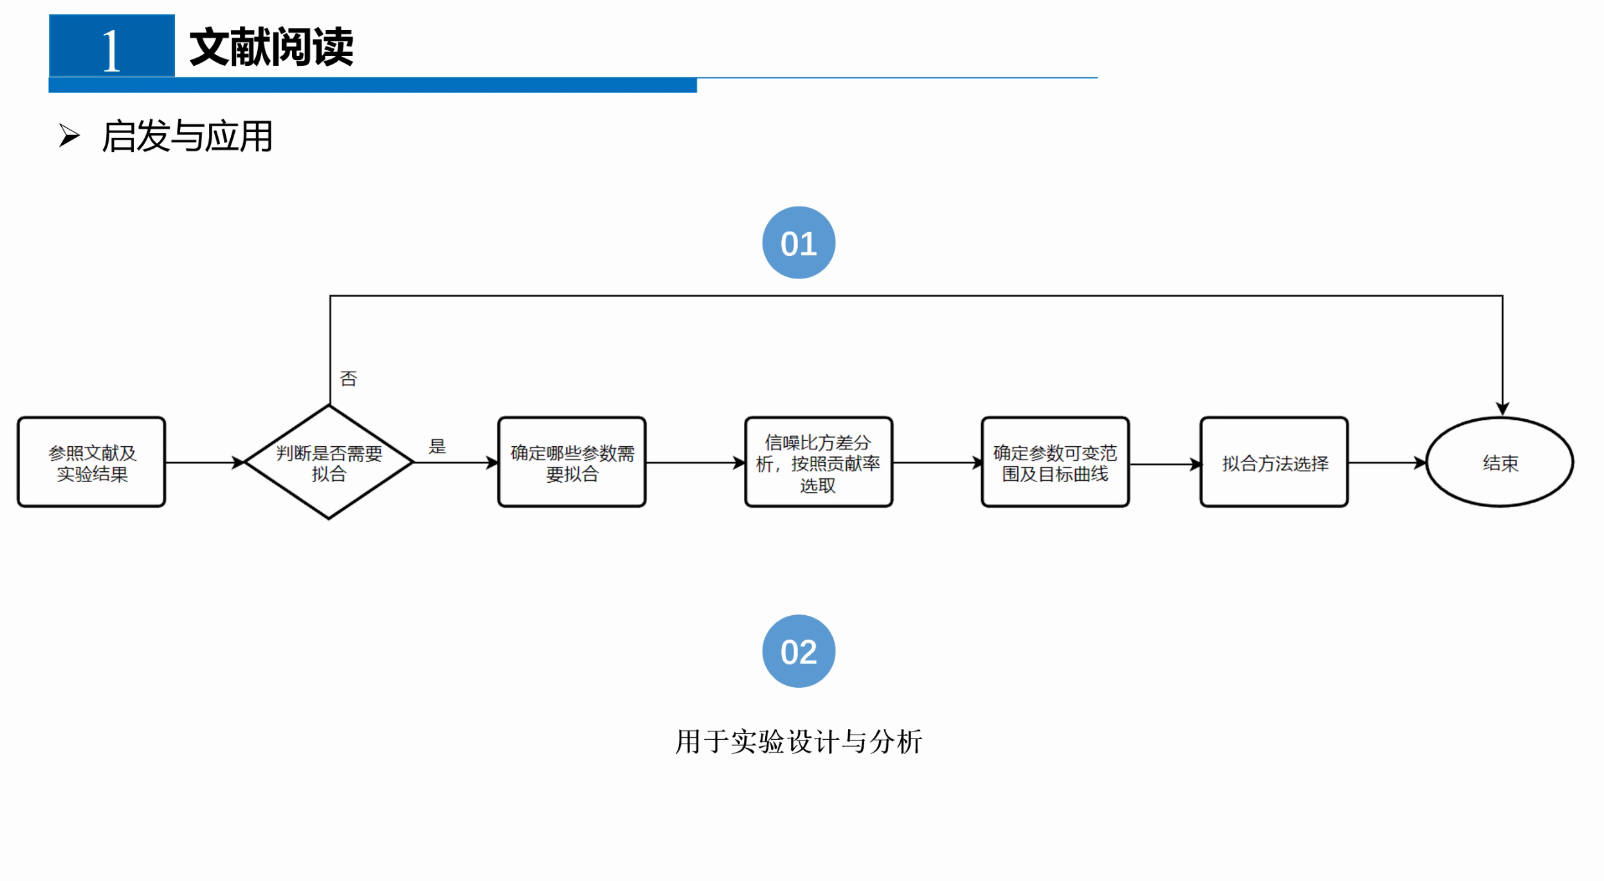 1
文献阅读
启发与应用
01
否
是
参照文献及
实验结果
判断是否需要
拟合
确定哪些参数需
要拟合
信噪比方差分
析，按照贡献率
选取
确定参数可变范
围及目标曲线
拟合方法选择
结束
02
用于实验设计与分析